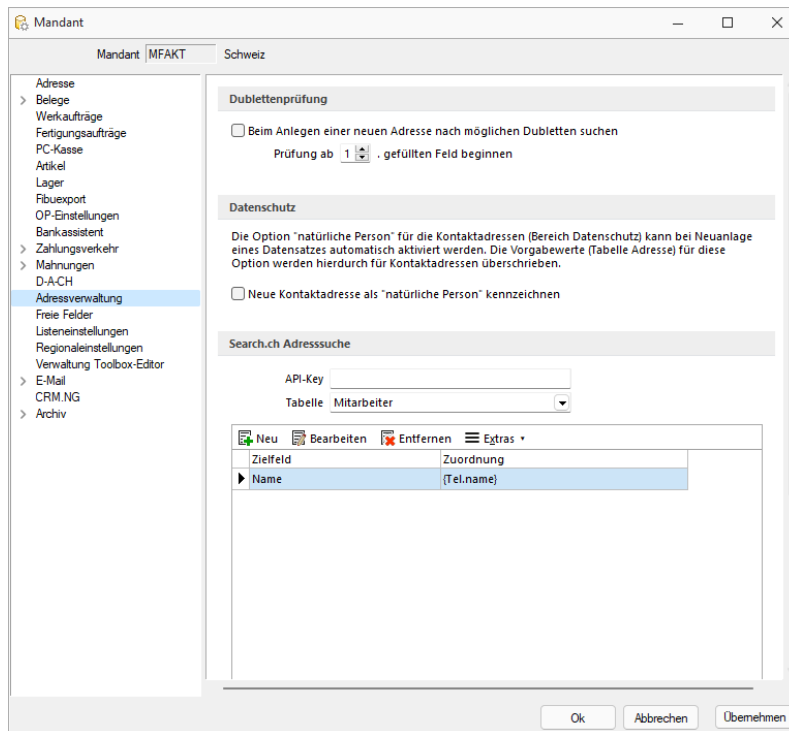 Mandant
Mandant MFAKT Schweiz
Adresse
Belege
Werkaufträge
Fertigungsaufträge
PC-Kasse
Artikel
Lager
Fibuexport
OP-Einstellungen
Bankassistent
Zahlungsverkehr
Mahnungen
D-A-CH
Adressverwaltung
Freie Felder
Listeneinstellungen
Regionaleinstellungen
Verwaltung Toolbox-Editor
E-Mail
CRM.NG
Archiv
Dublettenprüfung
Beim Anlegen einer neuen Adresse nach möglichen Dubletten suchen
Prüfung ab 1 . gefüllten Feld beginnen
Datenschutz
Die Option "natürliche Person" für die Kontaktadressen (Bereich Datenschutz) kann bei Neuanlage
eines Datensatzes automatisch aktiviert werden. Die Vorgabewerte (Tabelle Adresse) für diese
Option werden hierdurch für Kontaktadressen überschrieben.
Neue Kontaktadresse als "natürliche Person" kennzeichnen
Search.ch Adresssuche
API-Key
Tabelle Mitarbeiter
Neu Bearbeiten Entfernen Extras
Zielfeld Zuordnung
Name {Tel.name}
Ok Abbrechen Übernehmen